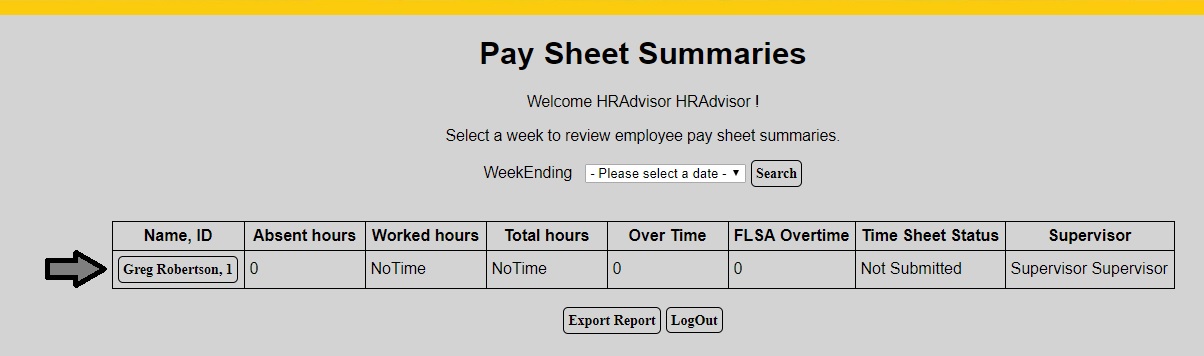 Pay Sheet Summaries
Welcome HRAdvisor HRAdvisor !
Select a week to review employee pay sheet summaries.
WeekEnding - Please select a date - Search
Name, ID Absent hours Worked hours Total hours Over Time FLSA Overtime Time Sheet Status Supervisor
Greg Robertson, 1 0 NoTime NoTime 0 0 Not Submitted Supervisor Supervisor
Export Report LogOut